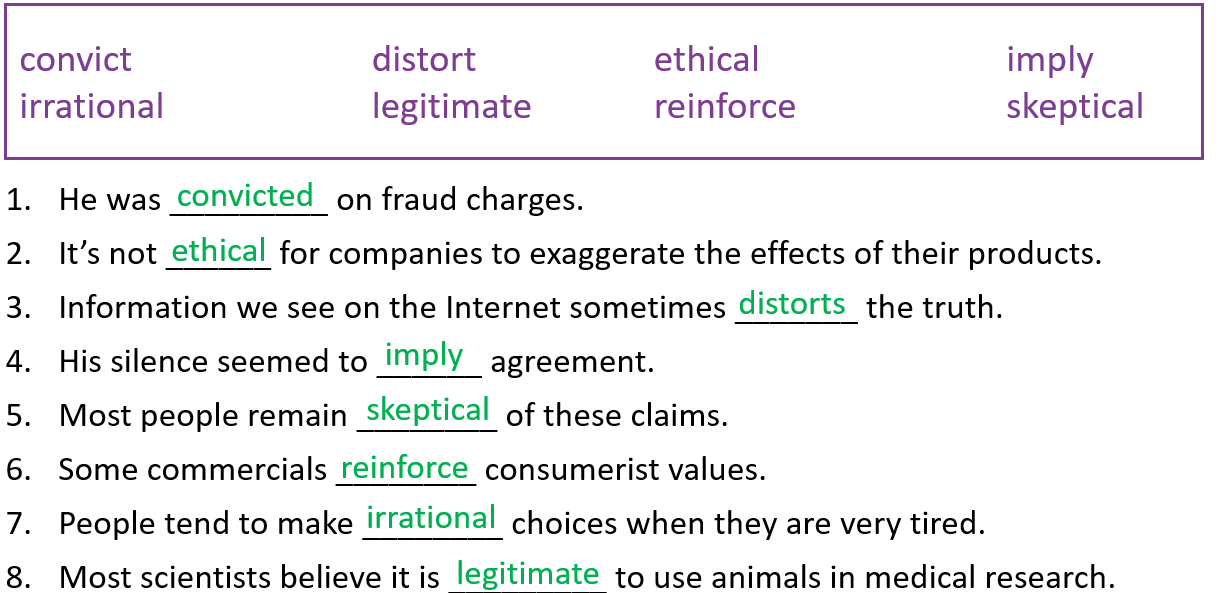 convict distort ethical imply
irrational legitimate reinforce skeptical
1. He was convicted on fraud charges.
2. It's not ethical for companies to exaggerate the effects of their products.
3. Information we see on the Internet sometimes distorts the truth.
4. His silence seemed to imply agreement.
5. Most people remain skeptical of these claims.
6. Some commercials reinforce consumerist values.
7. People tend to make irrational choices when they are very tired.
8. Most scientists believe it is legitimate to use animals in medical research.